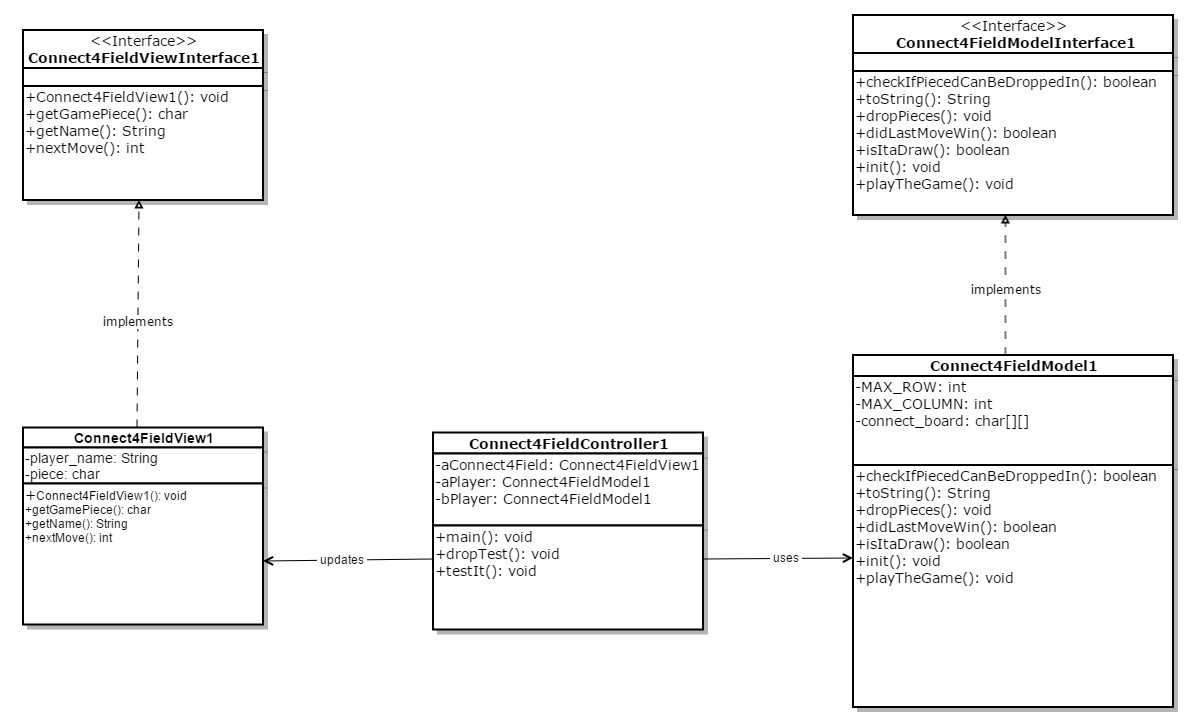 <<Interface>>
Connect4FieldViewInterface1
+Connect4FieldView1(): void
+getGamePiece(): char
+getName(): String
+nextMove(): int
<<Interface>>
Connect4FieldModelInterface1
+checkIfPiecedCanBeDroppedIn(): boolean
+toString(): String
+dropPieces(): void
+didLastMoveWin(): boolean
+isItaDraw(): boolean
+init(): void
+playTheGame(): void
implements
implements
Connect4FieldView1
-player_name: String
-piece: char
+Connect4FieldView1(): void
+getGamePiece(): char
+getName(): String
+nextMove(): int
updates
Connect4FieldController1
-aConnect4Field: Connect4FieldView1
-aPlayer: Connect4FieldModel1
-bPlayer: Connect4FieldModel1
+main(): void
+dropTest(): void
+testIt(): void
uses
Connect4FieldModel1
-MAX_ROW: int
-MAX_COLUMN: int
-connect_board: char[][]
+checkIfPiecedCanBeDroppedIn(): boolean
+toString(): String
+dropPieces(): void
+didLastMoveWin(): boolean
+isItaDraw(): boolean
+init(): void
+playTheGame(): void